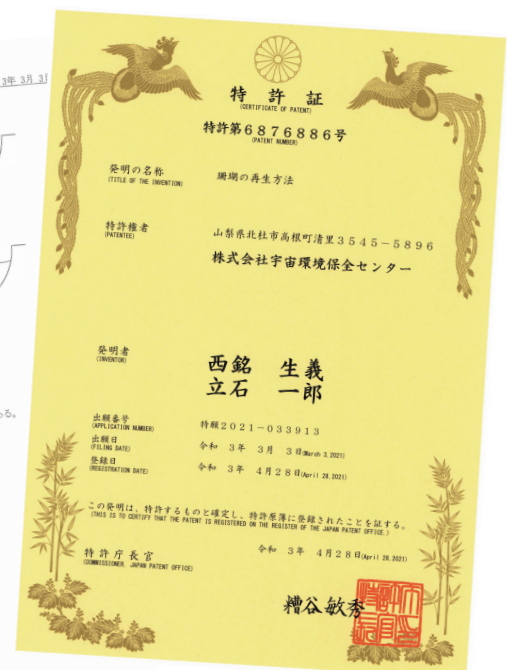 3年 3月 3日
特許証
(CERTIFICATE OF PATENT)
特許第6876886号
(PATENT NUMBER)
発明の名称
(TITLE OF THE INVENTION)
珊瑚の再生方法
特許権者
(PATENTEE)
山梨県北杜市高根町清里3545-5896
株式会社宇宙環境保全センター
発明者
(INVENTOR)
西銘 生義
立石 一郎
ある。
出願番号
(APPLICATION NUMBER)
特願2021-033913
出願日
(FILING DATE)
令和 3年 3月 3日(March 3,2021)
登録日
(REGISTRATION DATE)
令和 3年 4月28日(April 28,2021)
この発明は、特許するものと確定し、特許原簿に登録されたことを証する。
(THIS IS TO CERTIFY THAT THE PATENT IS REGISTERED ON THE REGISTER OF THE JAPAN PATENT OFFICE.)
特許庁長官
(COMMISSIONER, JAPAN PATENT OFFICE)
令和 3年 4月28日(April 28,2021)
糟谷敏秀